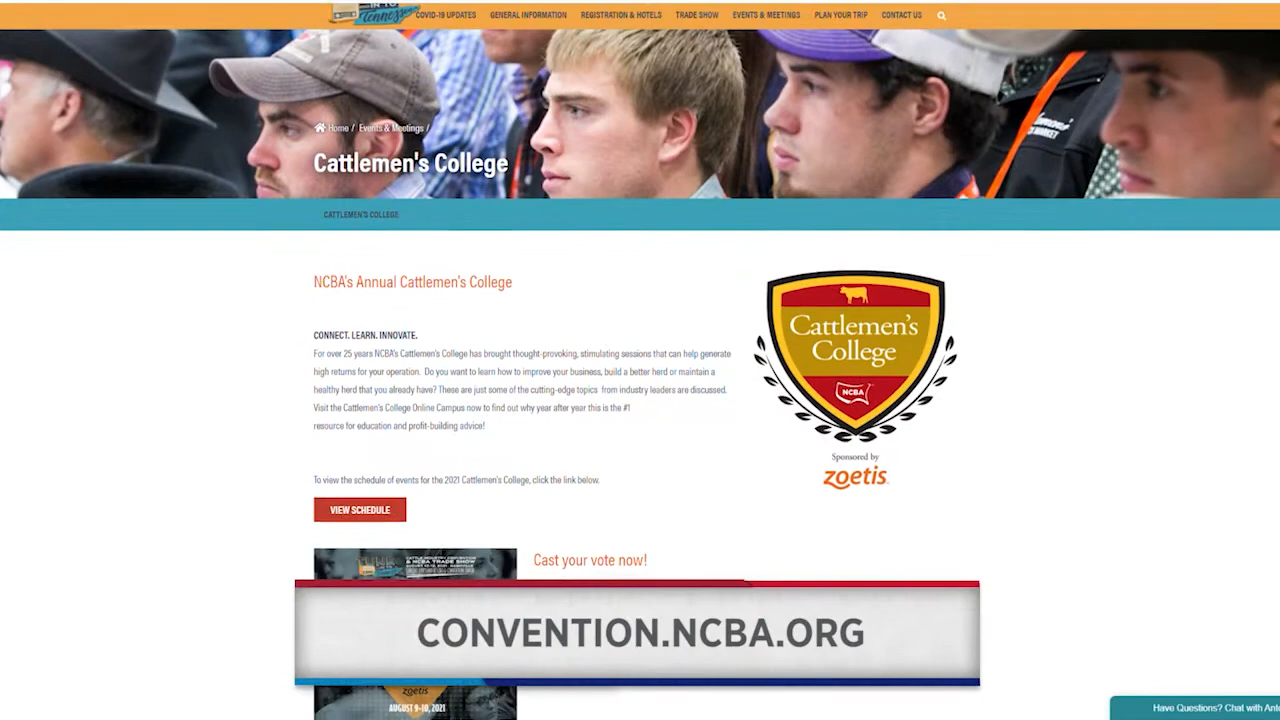 Tennessee
COVID-19 UPDATES GENERAL INFORMATION REGISTRATION & HOTELS TRADE SHOW EVENTS & MEETINGS PLAN YOUR TRIP CONTACT US
Home / Events & Meetings /
Cattlemen's College
CATTLEMEN'S COLLEGE
NCBA's Annual Cattlemen's College
CONNECT. LEARN. INNOVATE.
For over 25 years NCBA's Cattlemen's College has brought thought-provoking, stimulating sessions that can help generate
high returns for your operation. Do you want to learn how to improve your business, build a better herd or maintain a
healthy herd that you already have? These are just some of the cutting-edge topics from industry leaders are discussed.
Visit the Cattlemen's College Online Campus now to find out why year after year this is the #1
resource for education and profit-building advice!
To view the schedule of events for the 2021 Cattlemen's College, click the link below.
VIEW SCHEDULE
Cattlemen's
College
NCBA
Sponsored by
zoetis
CATTLE INDUSTRY CONVENTION
& NCBA TRADE SHOW
Cast your vote now!
CONVENTION.NCBA.ORG
zoetis
AUGUST 9-10, 2021
Have Questions? Chat with